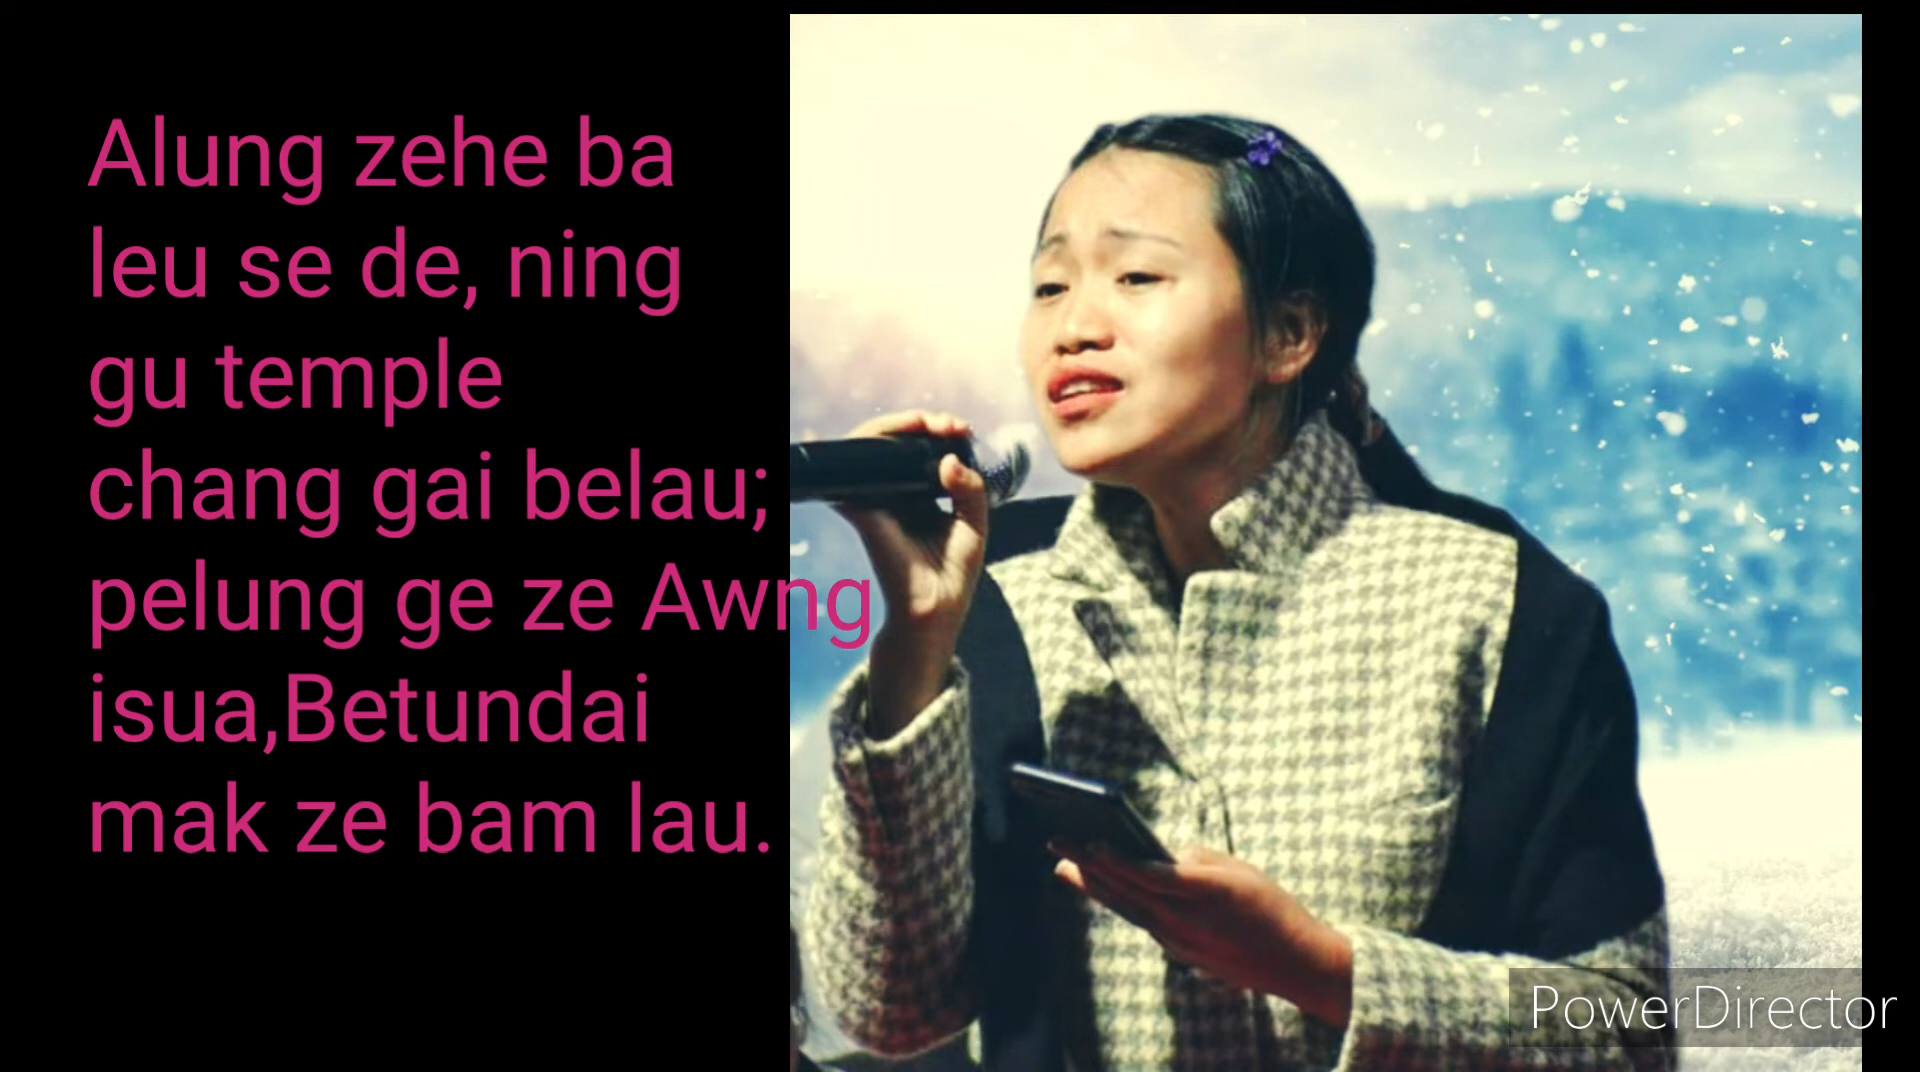 Alung zehe ba
leu se de, ning
gu temple
chang gai belau;
pelung ge ze Awng
isua,Betundai
mak ze bam lau.
PowerDirector